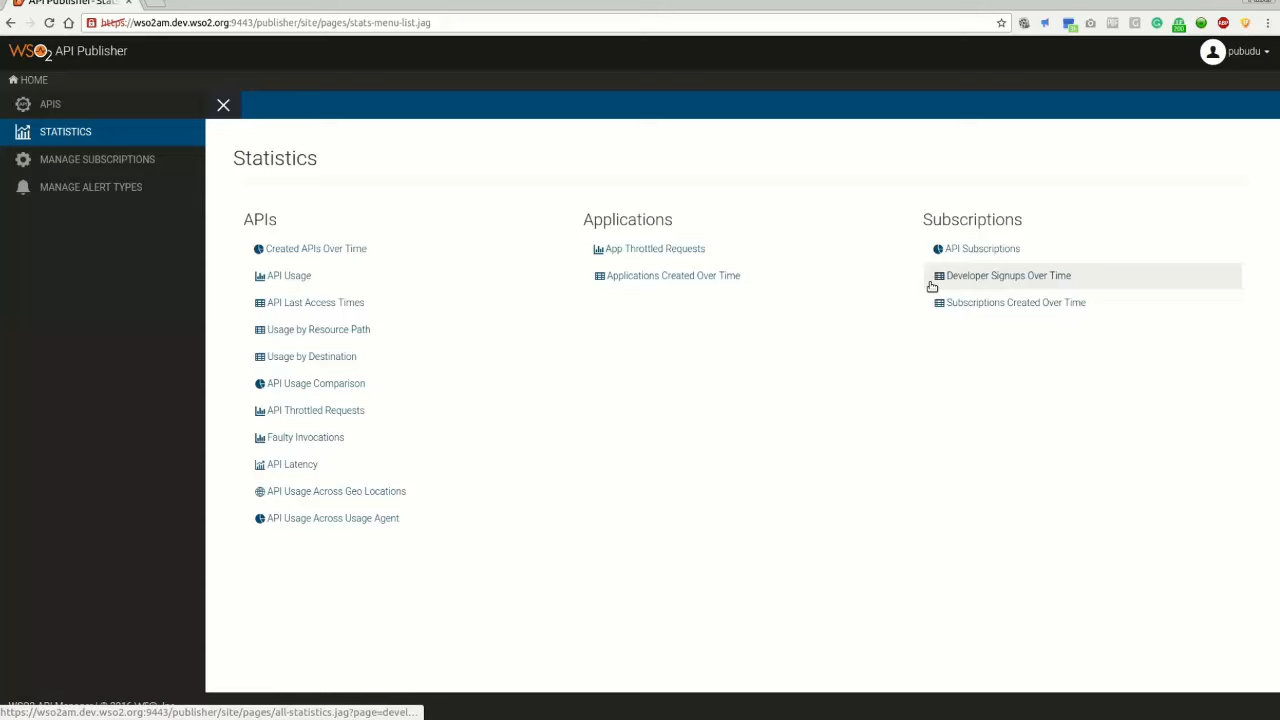 API Publisher- Stat
https://wso2am.dev.wso2.org:9443/publisher/site/pages/stats-menu-list.jag
WSO2 API Publisher
pubudu
HOME
APIS
STATISTICS
MANAGE SUBSCRIPTIONS
MANAGE ALERT TYPES
Statistics
APIs
Created APIs Over Time
API Usage
API Last Access Times
Usage by Resource Path
Usage by Destination
API Usage Comparison
API Throttled Requests
Faulty Invocations
API Latency
API Usage Across Geo Locations
API Usage Across Usage Agent
Applications
App Throttled Requests
Applications Created Over Time
Subscriptions
API Subscriptions
Developer Signups Over Time
Subscriptions Created Over Time
https://wso2am.dev.wso2.org:9443/publisher/site/pages/all-statistics.jag?page=devel...